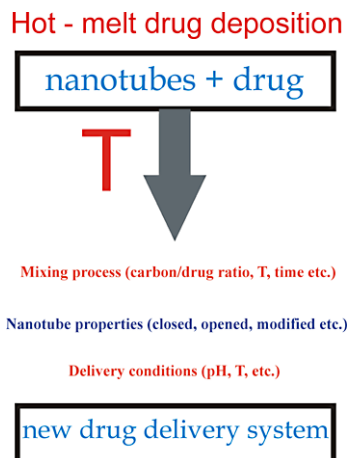 Hot - melt drug deposition
nanotubes + drug
T
Mixing process (carbon/drug ratio, T, time etc.)
Nanotube properties (closed, opened, modified etc.)
Delivery conditions (pH, T, etc.)
new drug delivery system